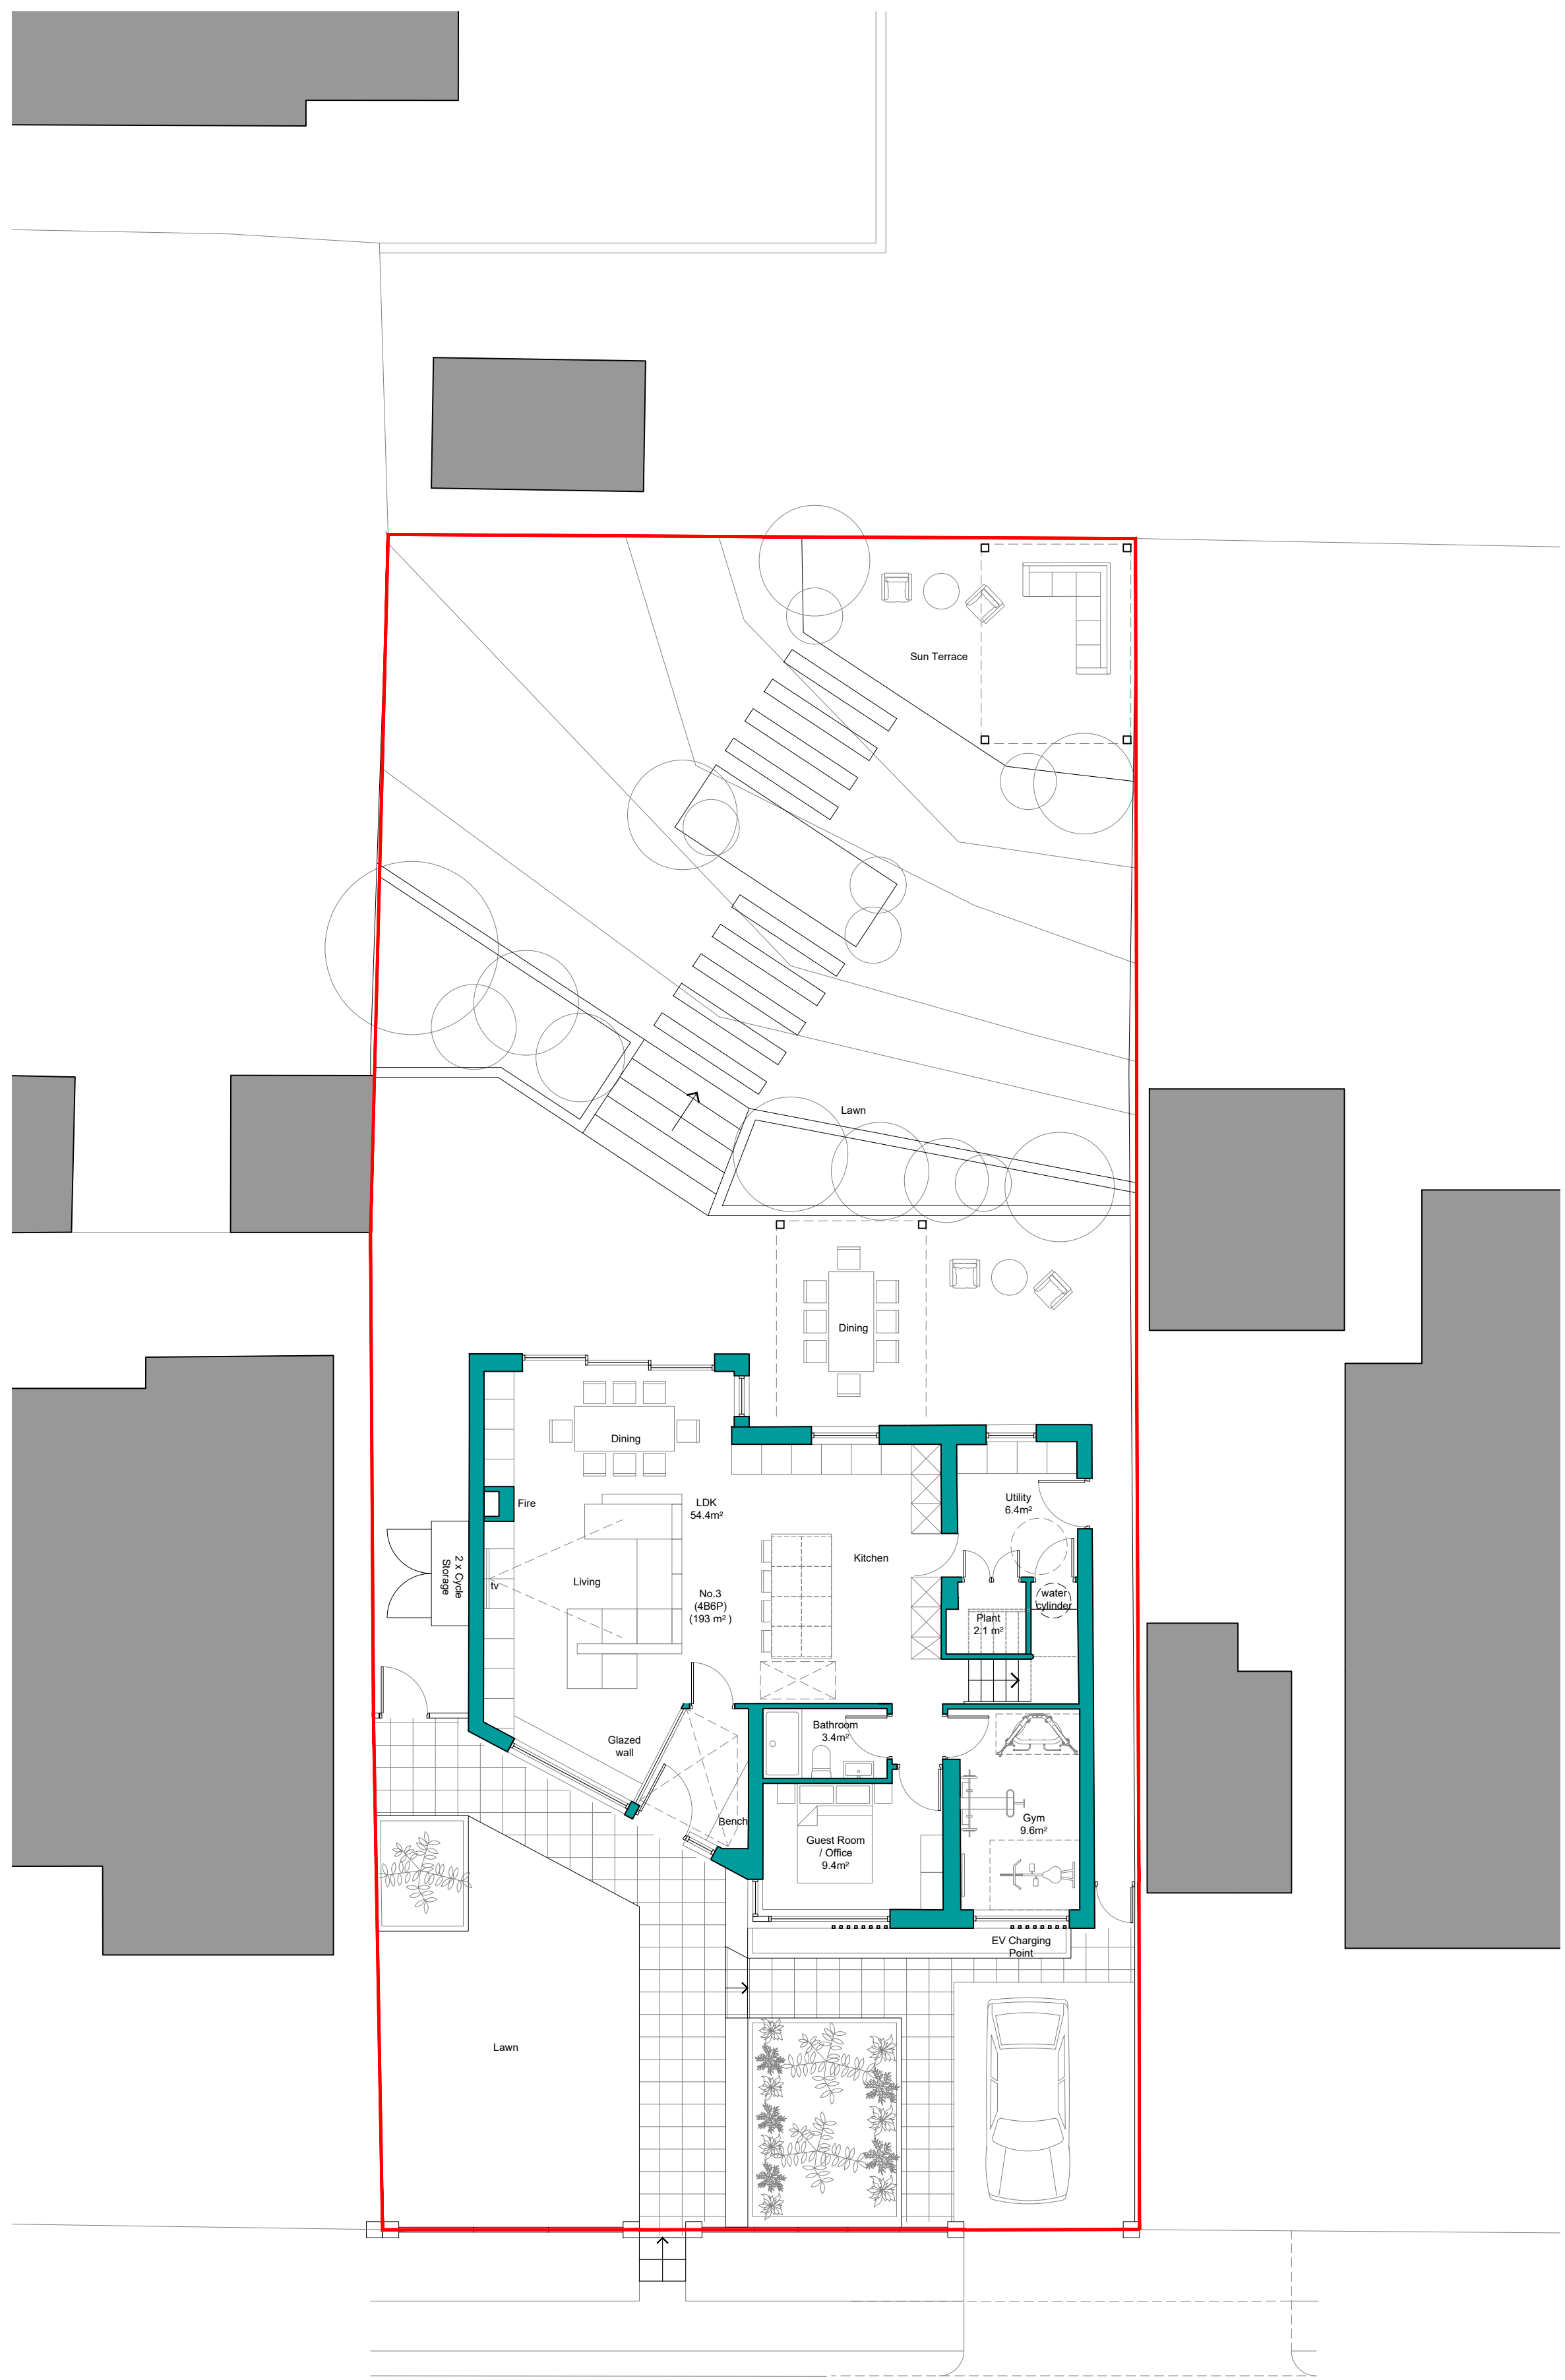 Sun Terrace
Lawn
Dining
Dining
Fire
LDK
54.4m²
Utility
6.4m²
Kitchen
2 x Cycle
Storage
tv
Living
No.3
(4B6P)
(193 m² )
water
cylinder
Plant
2.1 m²
Glazed
wall
Bathroom
3.4m²
Bench
Gym
9.6m²
Guest Room
/ Office
9.4m²
EV Charging
Point
Lawn